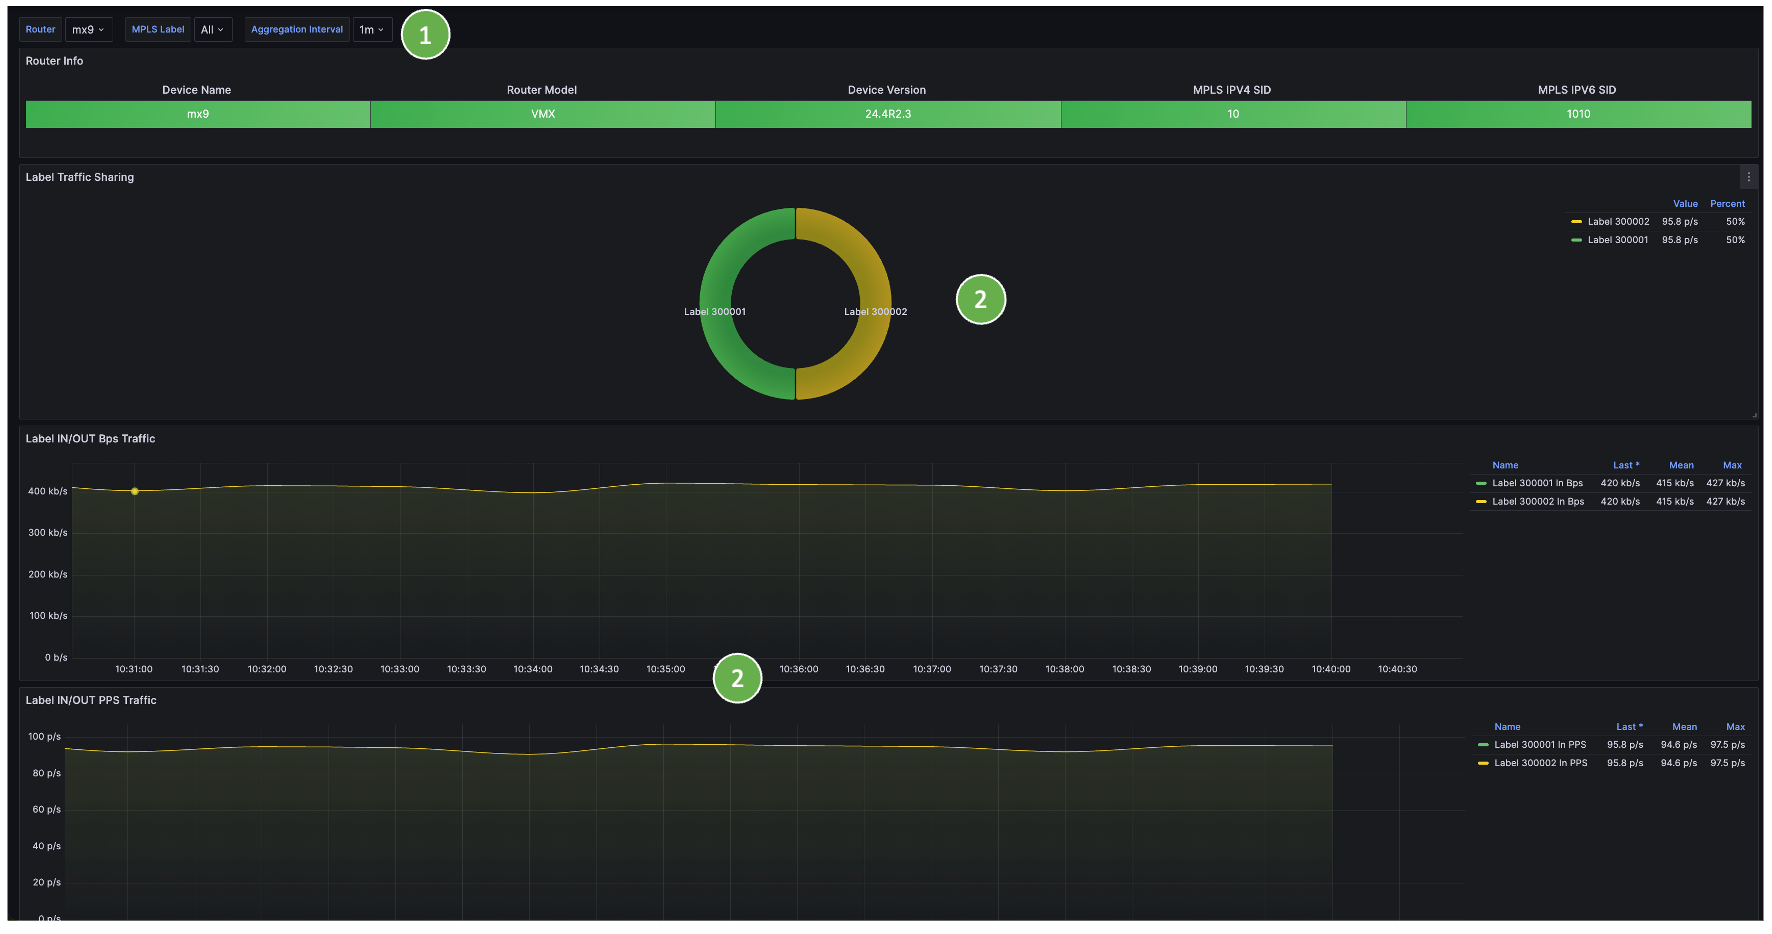 Router mx9 MPLS Label All Aggregation Interval 1m 1
Router Info
Device Name Router Model Device Version MPLS IPV4 SID MPLS IPV6 SID
mx9 VMX 24.4R2.3 10 1010
Label Traffic Sharing
Value Percent
Label 300002 95.8 p/s 50%
Label 300001 95.8 p/s 50%
2
Label 300001 Label 300002
Label IN/OUT Bps Traffic
Name Last * Mean Max
Label 300001 In Bps 420 kb/s 415 kb/s 427 kb/s
Label 300002 In Bps 420 kb/s 415 kb/s 427 kb/s
400 kb/s
300 kb/s
200 kb/s
100 kb/s
0 b/s
10:31:00 10:31:30 10:32:00 10:32:30 10:33:00 10:33:30 10:34:00 10:34:30 10:35:00 10:36:00 10:36:30 10:37:00 10:37:30 10:38:00 10:38:30 10:39:00 10:39:30 10:40:00 10:40:30
2
Label IN/OUT PPS Traffic
Name Last * Mean Max
Label 300001 In PPS 95.8 p/s 94.6 p/s 97.5 p/s
Label 300002 In PPS 95.8 p/s 94.6 p/s 97.5 p/s
100 p/s
80 p/s
60 p/s
40 p/s
20 p/s
0 p/s